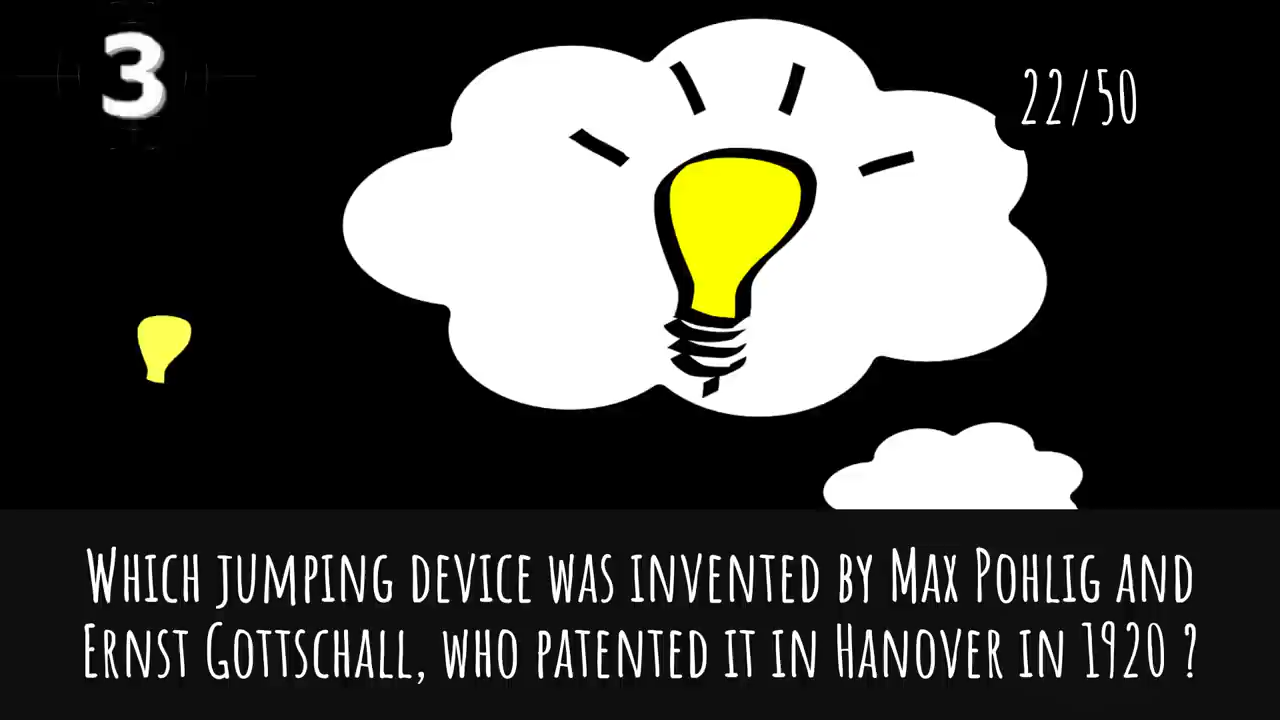 3
22/50
Which jumping device was invented by Max Pohlig and
Ernst Gottschall, who patented it in Hanover in 1920 ?